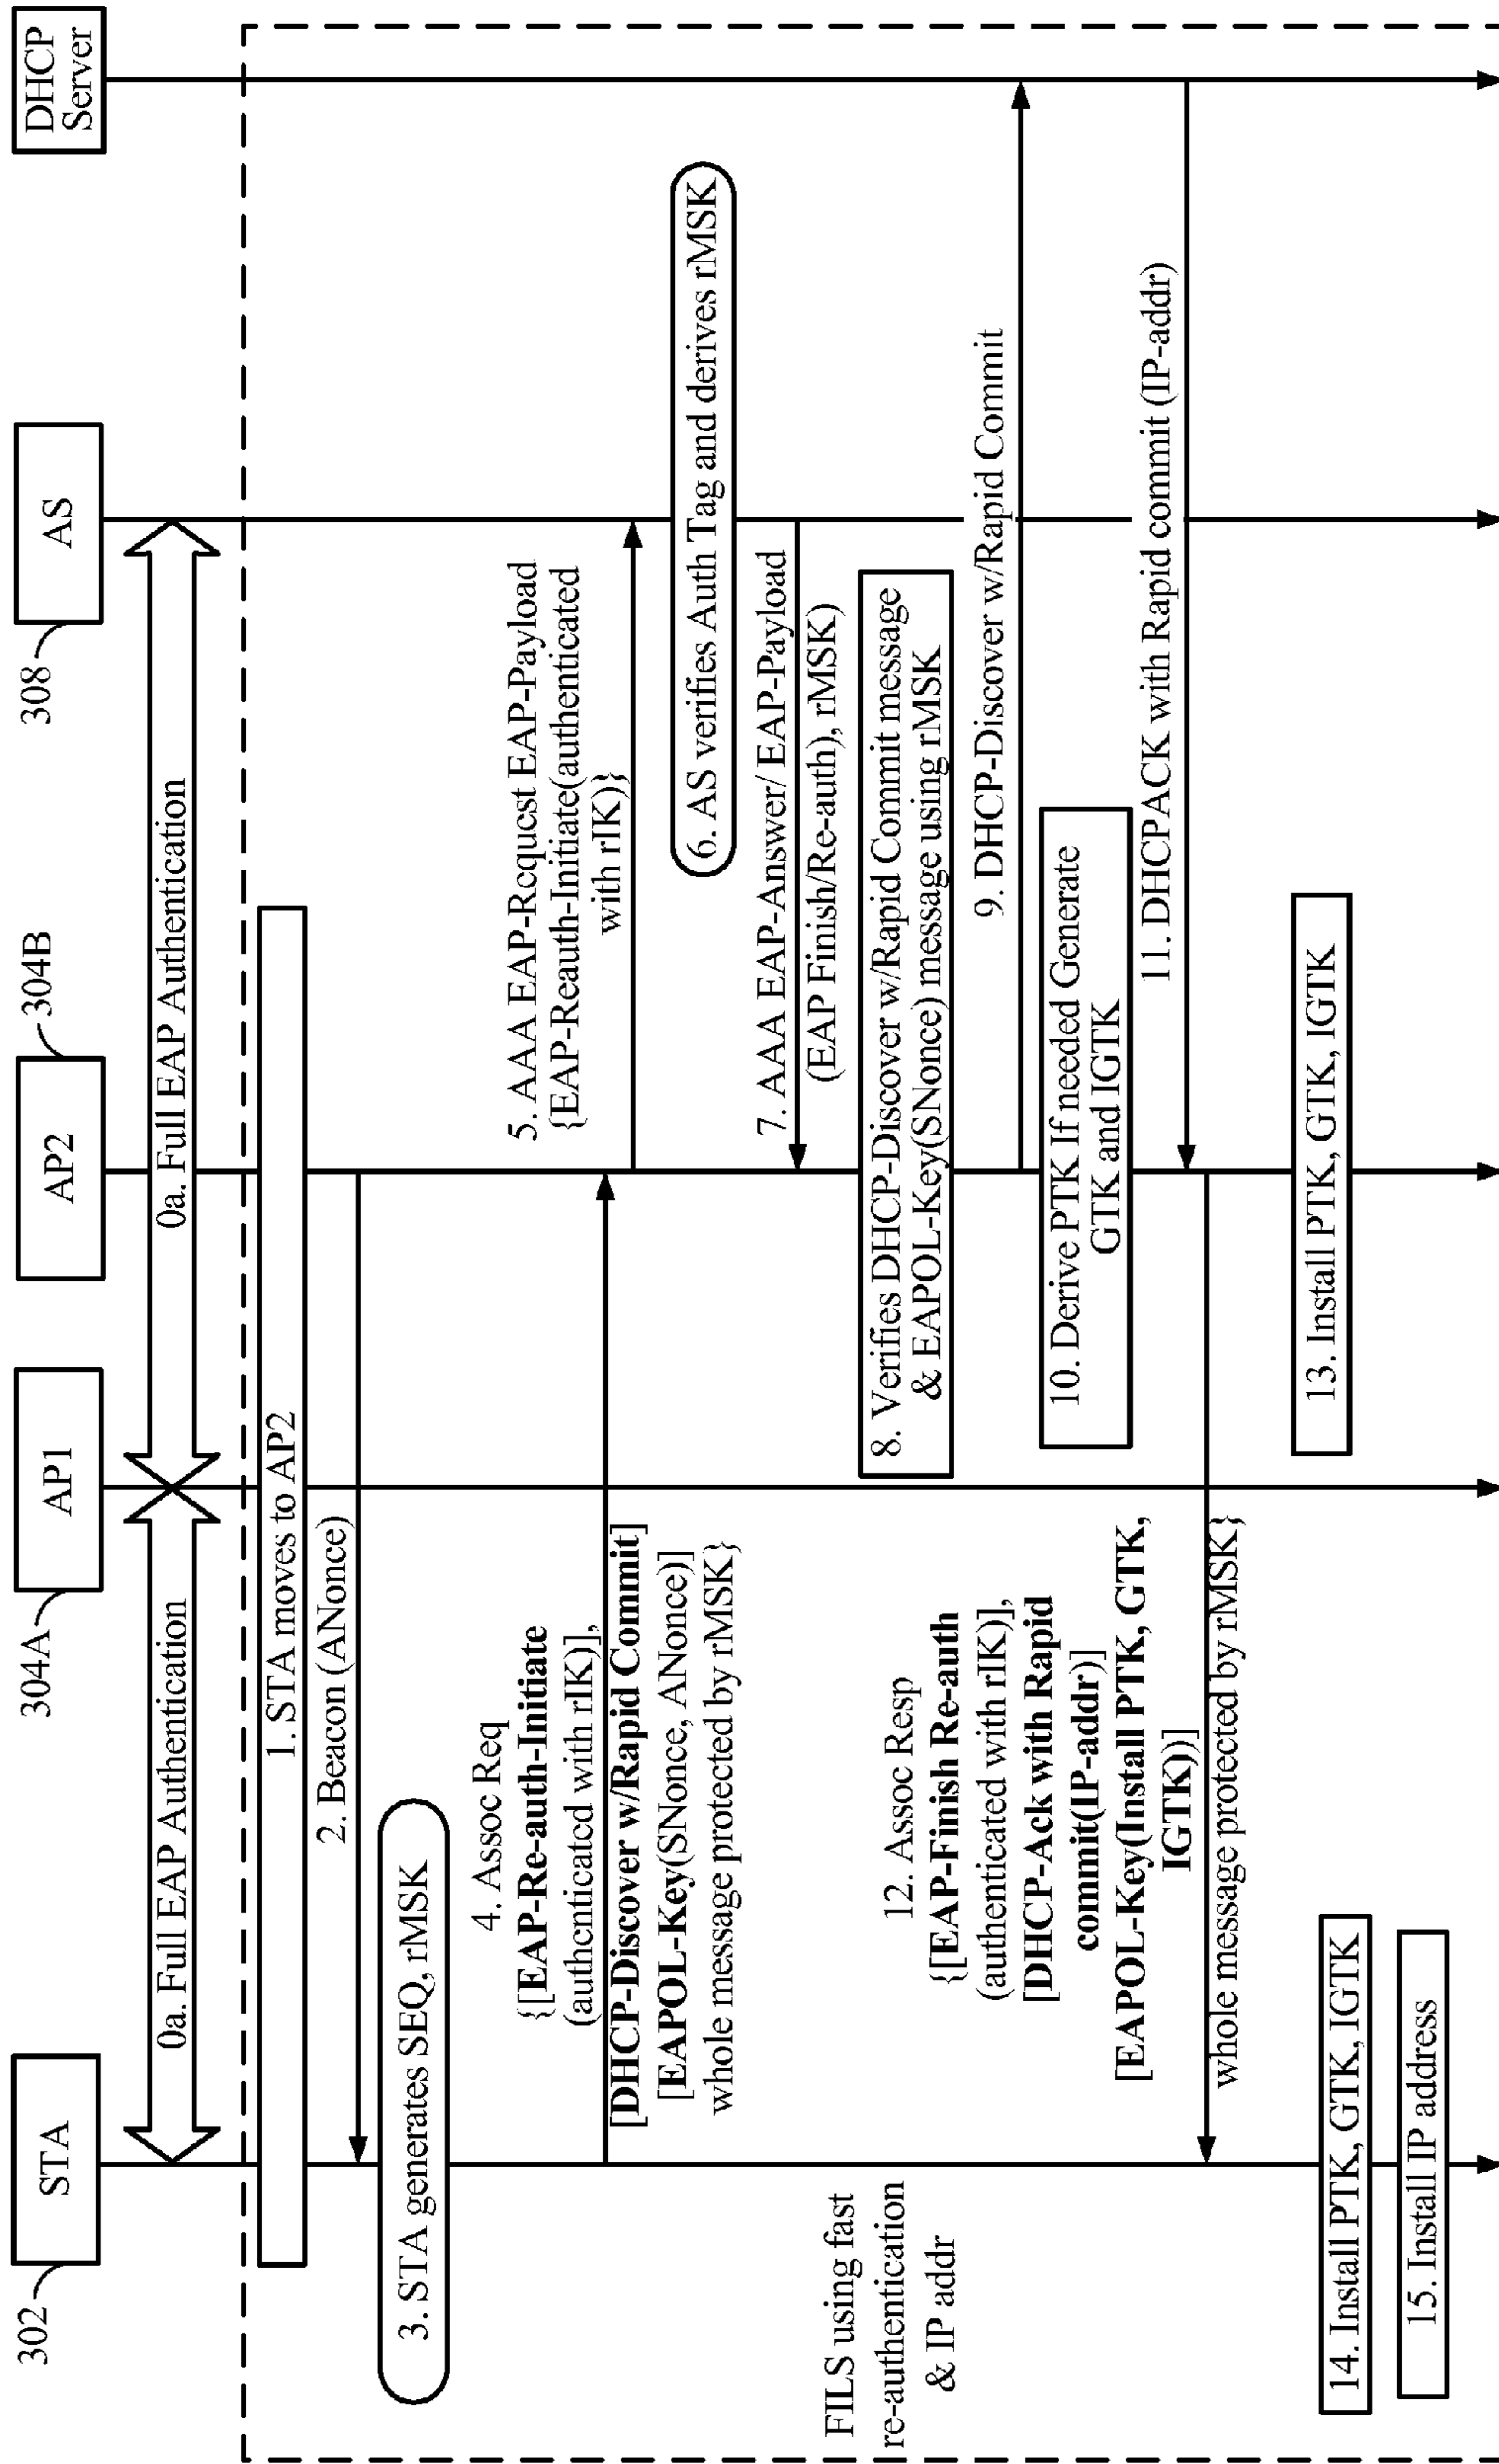 302
STA
304A
AP1
AP2
304B
308
AS
DHCP
Server
0a. Full EAP Authentication
0a. Full EAP Authentication
1. STA moves to AP2
2. Beacon (ANonce)
3. STA generates SEQ, rMSK
4. Assoc Req
{[EAP-Re-auth-Initiate
(authenticated with rIK)],
[DHCP-Discover w/Rapid Commit]
[EAPOL-Key(SNonce, ANonce)]
whole message protected by rMSK}
5. AAA EAP-Request EAP-Payload
{EAP-Reauth-Initiate(authenticated
with rIK)}
6. AS verifies Auth Tag and derives rMSK
7. AAA EAP-Answer/ EAP-Payload
(EAP Finish/Re-auth), rMSK)
8. Verifies DHCP-Discover w/Rapid Commit message
& EAPOL-Key(SNonce) message using rMSK
9. DHCP-Discover w/Rapid Commit
10. Derive PTK If needed Generate
GTK and IGTK
11. DHCPACK with Rapid commit (IP-addr)
FILS using fast
re-authentication
& IP addr
12. Assoc Resp
{[EAP-Finish Re-auth
(authenticated with rIK)],
[DHCP-Ack with Rapid
commit(IP-addr)]
[EAPOL-Key(Install PTK, GTK,
IGTK))]
whole message protected by rMSK}
13. Install PTK, GTK, IGTK
14. Install PTK, GTK, IGTK
15. Install IP address